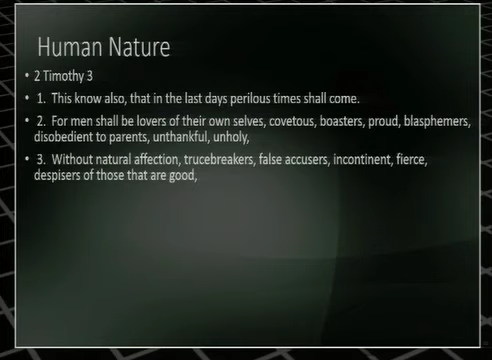 Human Nature
• 2 Timothy 3
• 1. This know also, that in the last days perilous times shall come.
• 2. For men shall be lovers of their own selves, covetous, boasters, proud, blasphemers,
disobedient to parents, unthankful, unholy,
• 3. Without natural affection, trucebreakers, false accusers, incontinent, fierce,
despisers of those that are good,